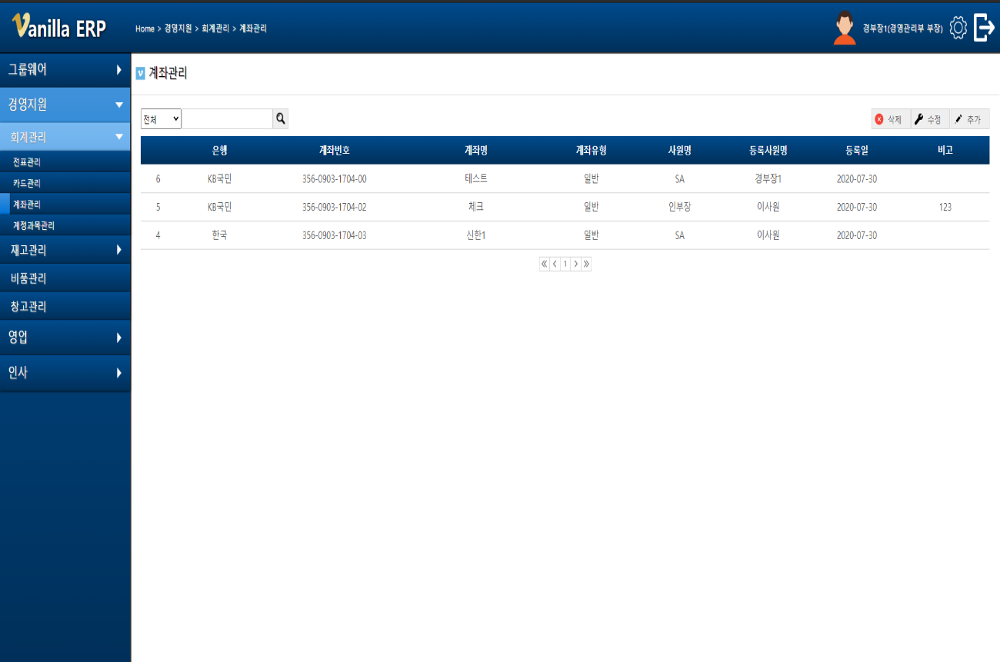 Vanilla ERP
Home > 경영지원 > 회계관리 > 계좌관리
경부장1(경영관리부 부장)
그룹웨어
경영지원
회계관리
전표관리
카드관리
계좌관리
계정과목관리
재고관리
비품관리
창고관리
영업
인사
계좌관리
전체
삭제 수정 추가
은행 계좌번호 계좌명 계좌유형 사원명 등록사원명 등록일 비고
6 KB국민 356-0903-1704-00 테스트 일반 SA 경부장1 2020-07-30
5 KB국민 356-0903-1704-02 체크 일반 인부장 이사원 2020-07-30 123
4 한국 356-0903-1704-03 신한1 일반 SA 이사원 2020-07-30
« < 1 > »